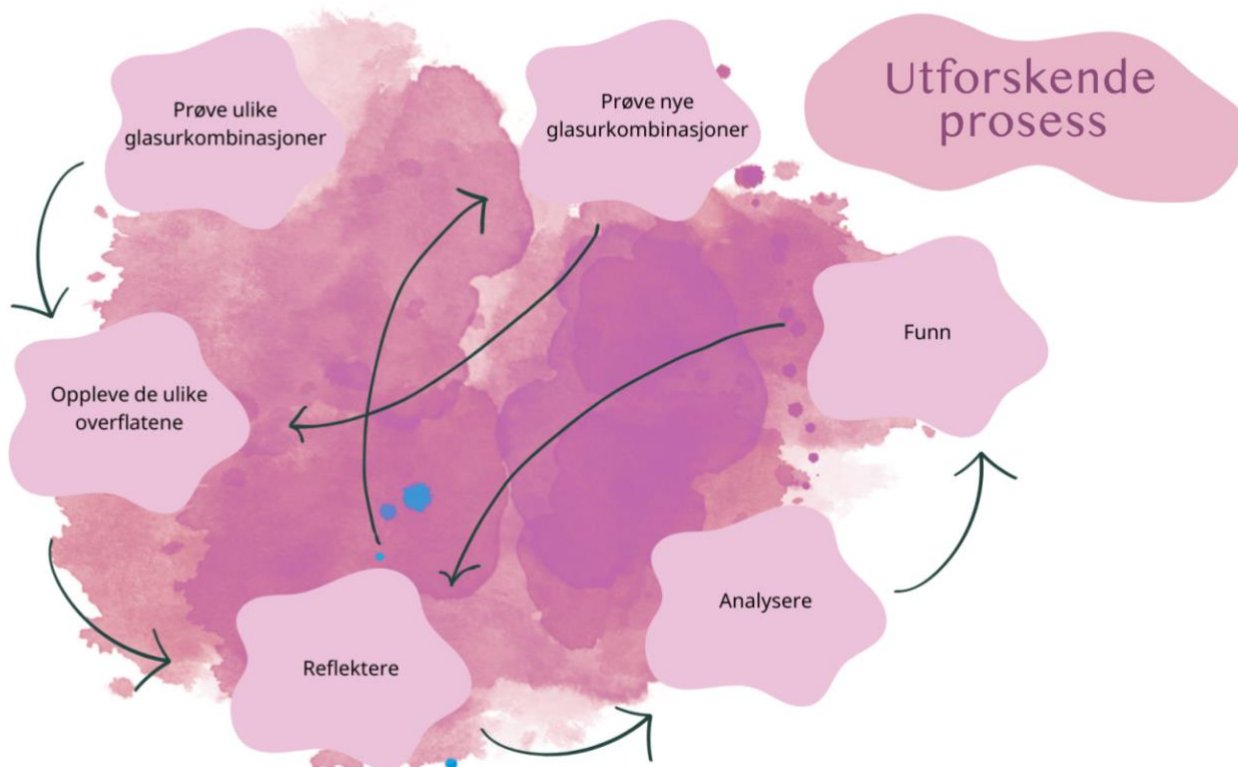 Utforskende
prosess
Prøve ulike
glasurkombinasjoner
Prøve nye
glasurkombinasjoner
Funn
Oppleve de ulike
overflatene
Analysere
Reflektere